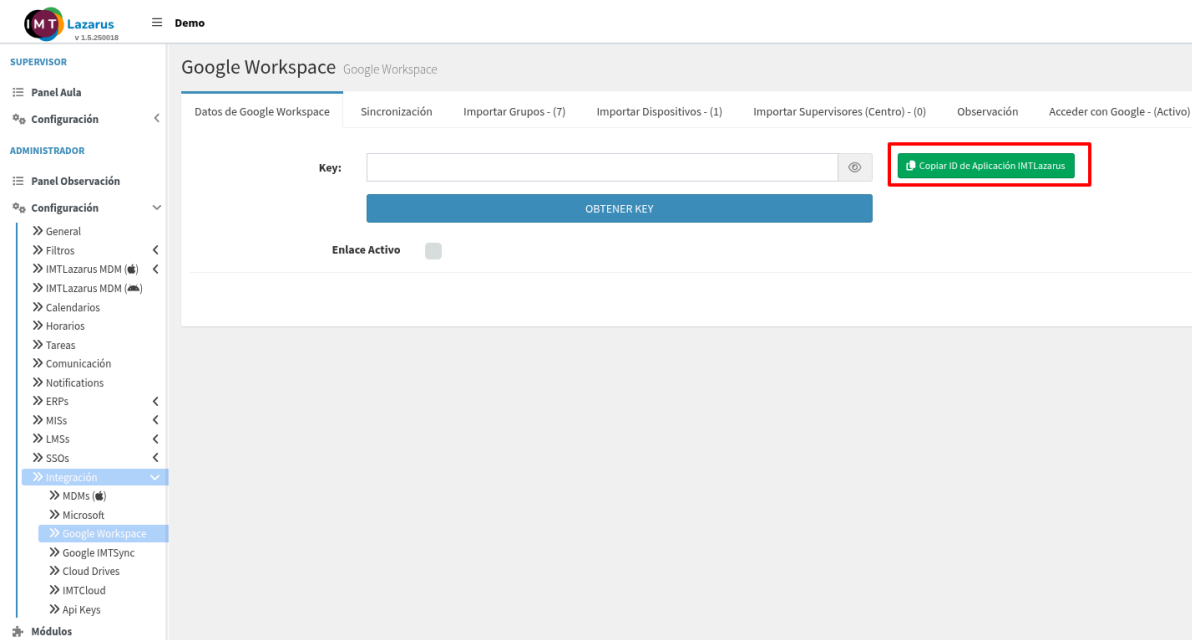 IMT Lazarus
v 1.5.250018
Demo
SUPERVISOR
Panel Aula
Configuración
ADMINISTRADOR
Panel Observación
Configuración
General
Filtros
IMTLazarus MDM ()
IMTLazarus MDM ()
Calendarios
Horarios
Tareas
Comunicación
Notifications
ERPs
MISs
LMSs
SSOs
Integración
MDMs ()
Microsoft
Google Workspace
Google IMTSync
Cloud Drives
IMTCloud
Api Keys
Módulos
Google Workspace Google Workspace
Datos de Google Workspace Sincronización Importar Grupos - (7) Importar Dispositivos - (1) Importar Supervisores (Centro) - (0) Observación Acceder con Google - (Activo)
Key: Copiar ID de Aplicación IMTLazarus
OBTENER KEY
Enlace Activo